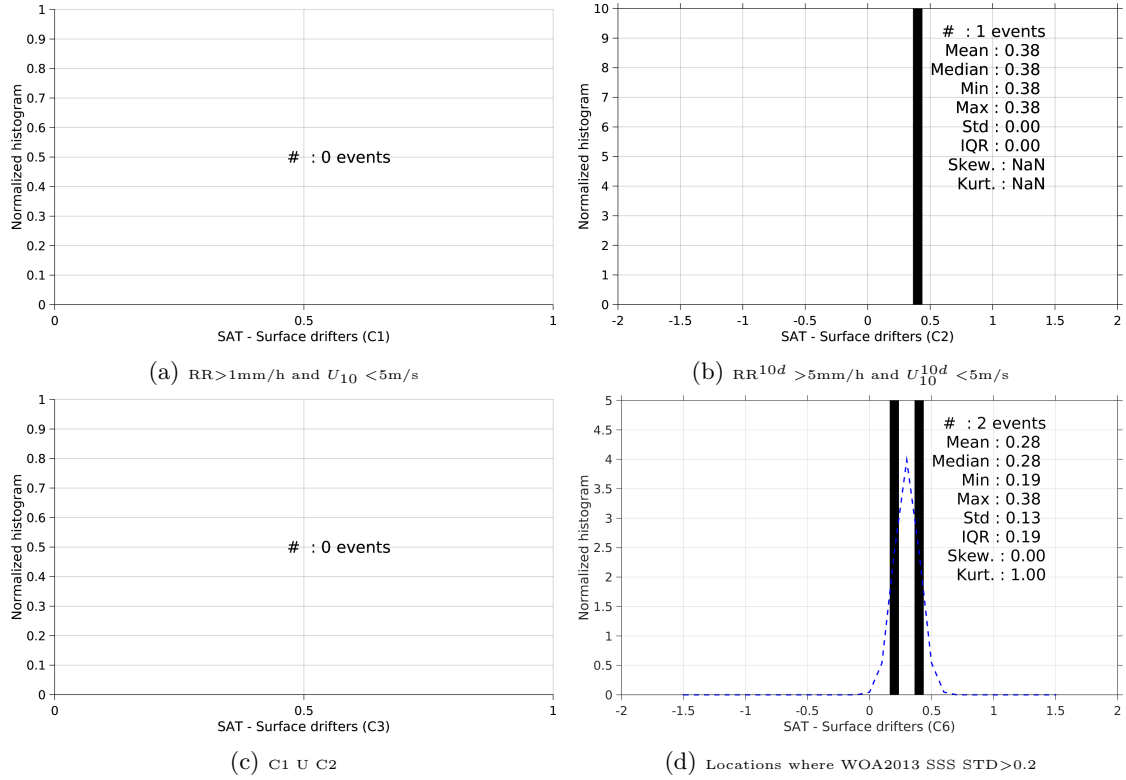 1
0.9
0.8
0.7
0.6
0.5
0.4
0.3
0.2
0.1
0
Normalized histogram
# : 0 events
0 0.5 1
SAT - Surface drifters (C1)
(a) RR>1mm/h and U10 <5m/s
10
9
8
7
6
5
4
3
2
1
0
Normalized histogram
# : 1 events
Mean : 0.38
Median : 0.38
Min : 0.38
Max : 0.38
Std : 0.00
IQR : 0.00
Skew. : NaN
Kurt. : NaN
-2 -1.5 -1 -0.5 0 0.5 1 1.5 2
SAT - Surface drifters (C2)
(b) RR^10d >5mm/h and U10^10d <5m/s
1
0.9
0.8
0.7
0.6
0.5
0.4
0.3
0.2
0.1
0
Normalized histogram
# : 0 events
0 0.5 1
SAT - Surface drifters (C3)
(c) C1 U C2
5
4.5
4
3.5
3
2.5
2
1.5
1
0.5
0
Normalized histogram
# : 2 events
Mean : 0.28
Median : 0.28
Min : 0.19
Max : 0.38
Std : 0.13
IQR : 0.19
Skew. : 0.00
Kurt. : 1.00
-2 -1.5 -1 -0.5 0 0.5 1 1.5 2
SAT - Surface drifters (C6)
(d) Locations where WOA2013 SSS STD>0.2